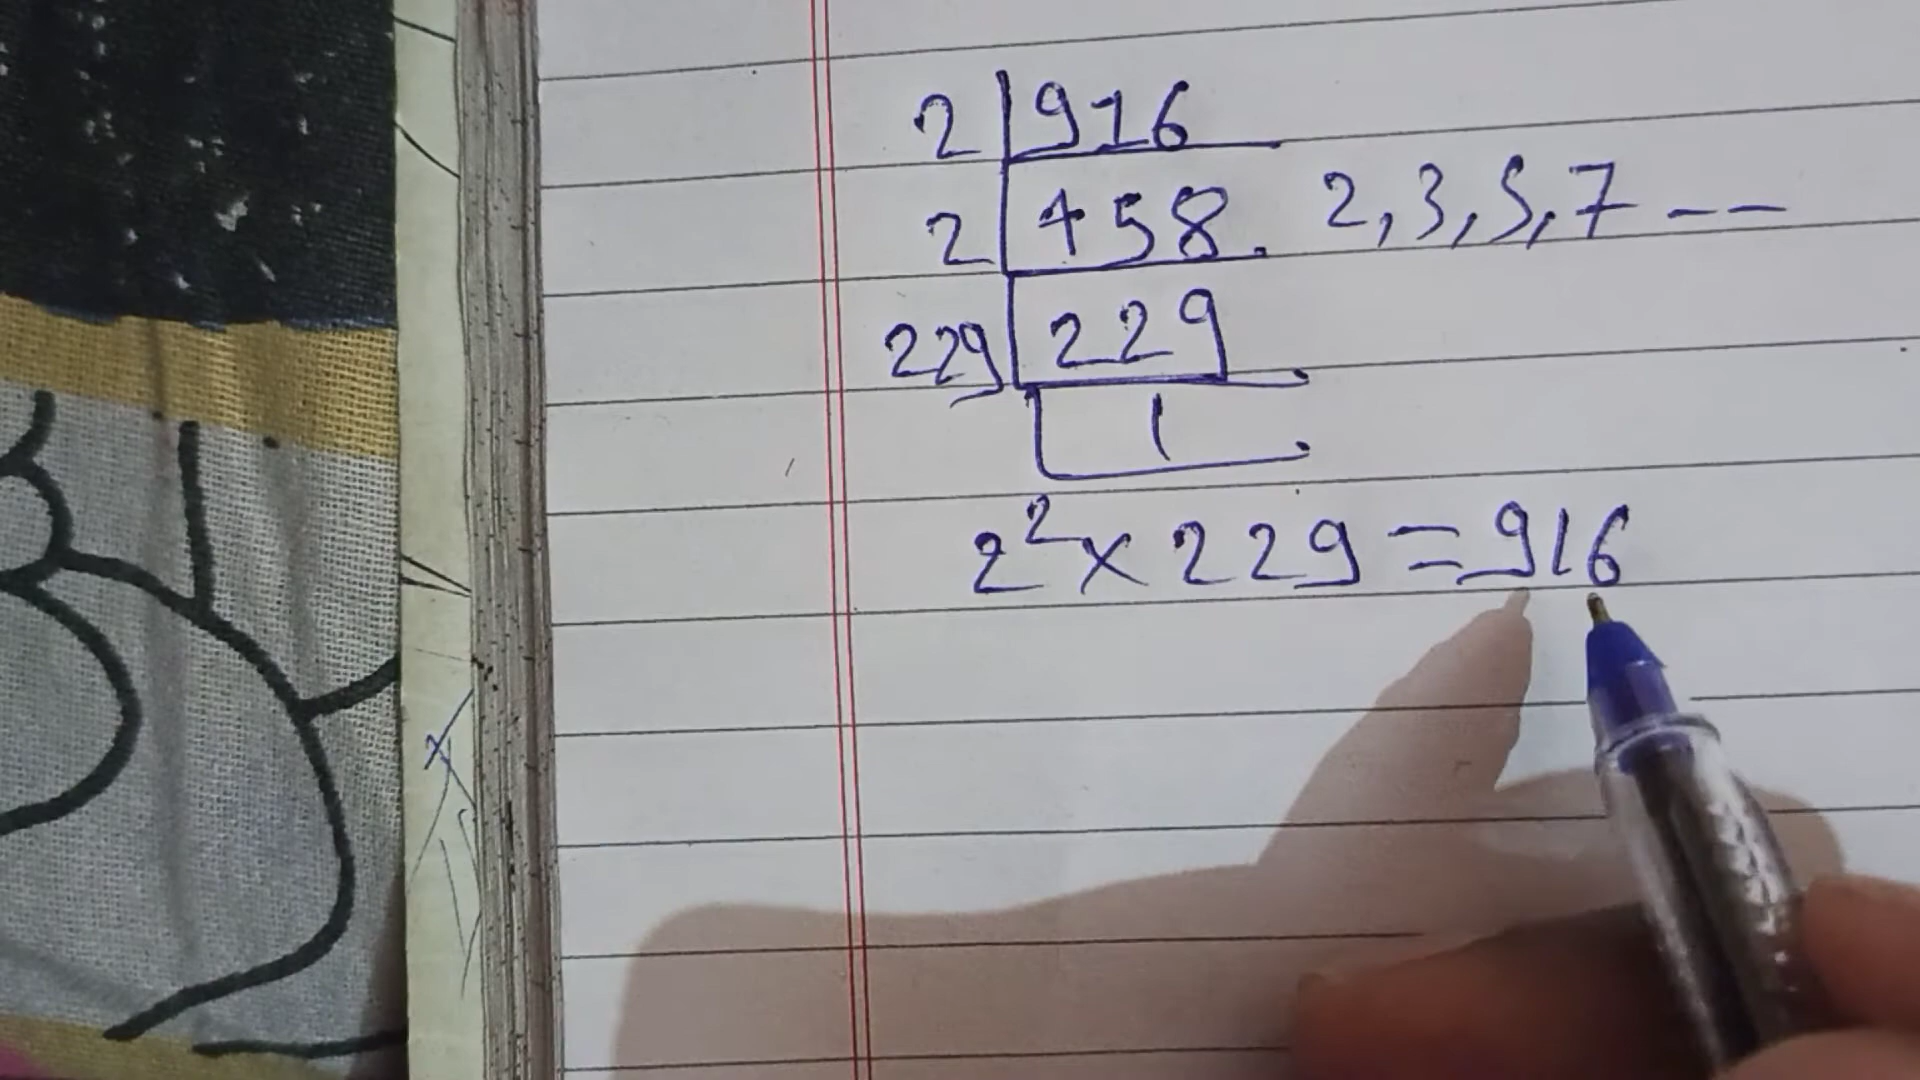 2 | 916
2 | 458. 2, 3, 5, 7 - -
229 | 229
1
2² × 229 = 916